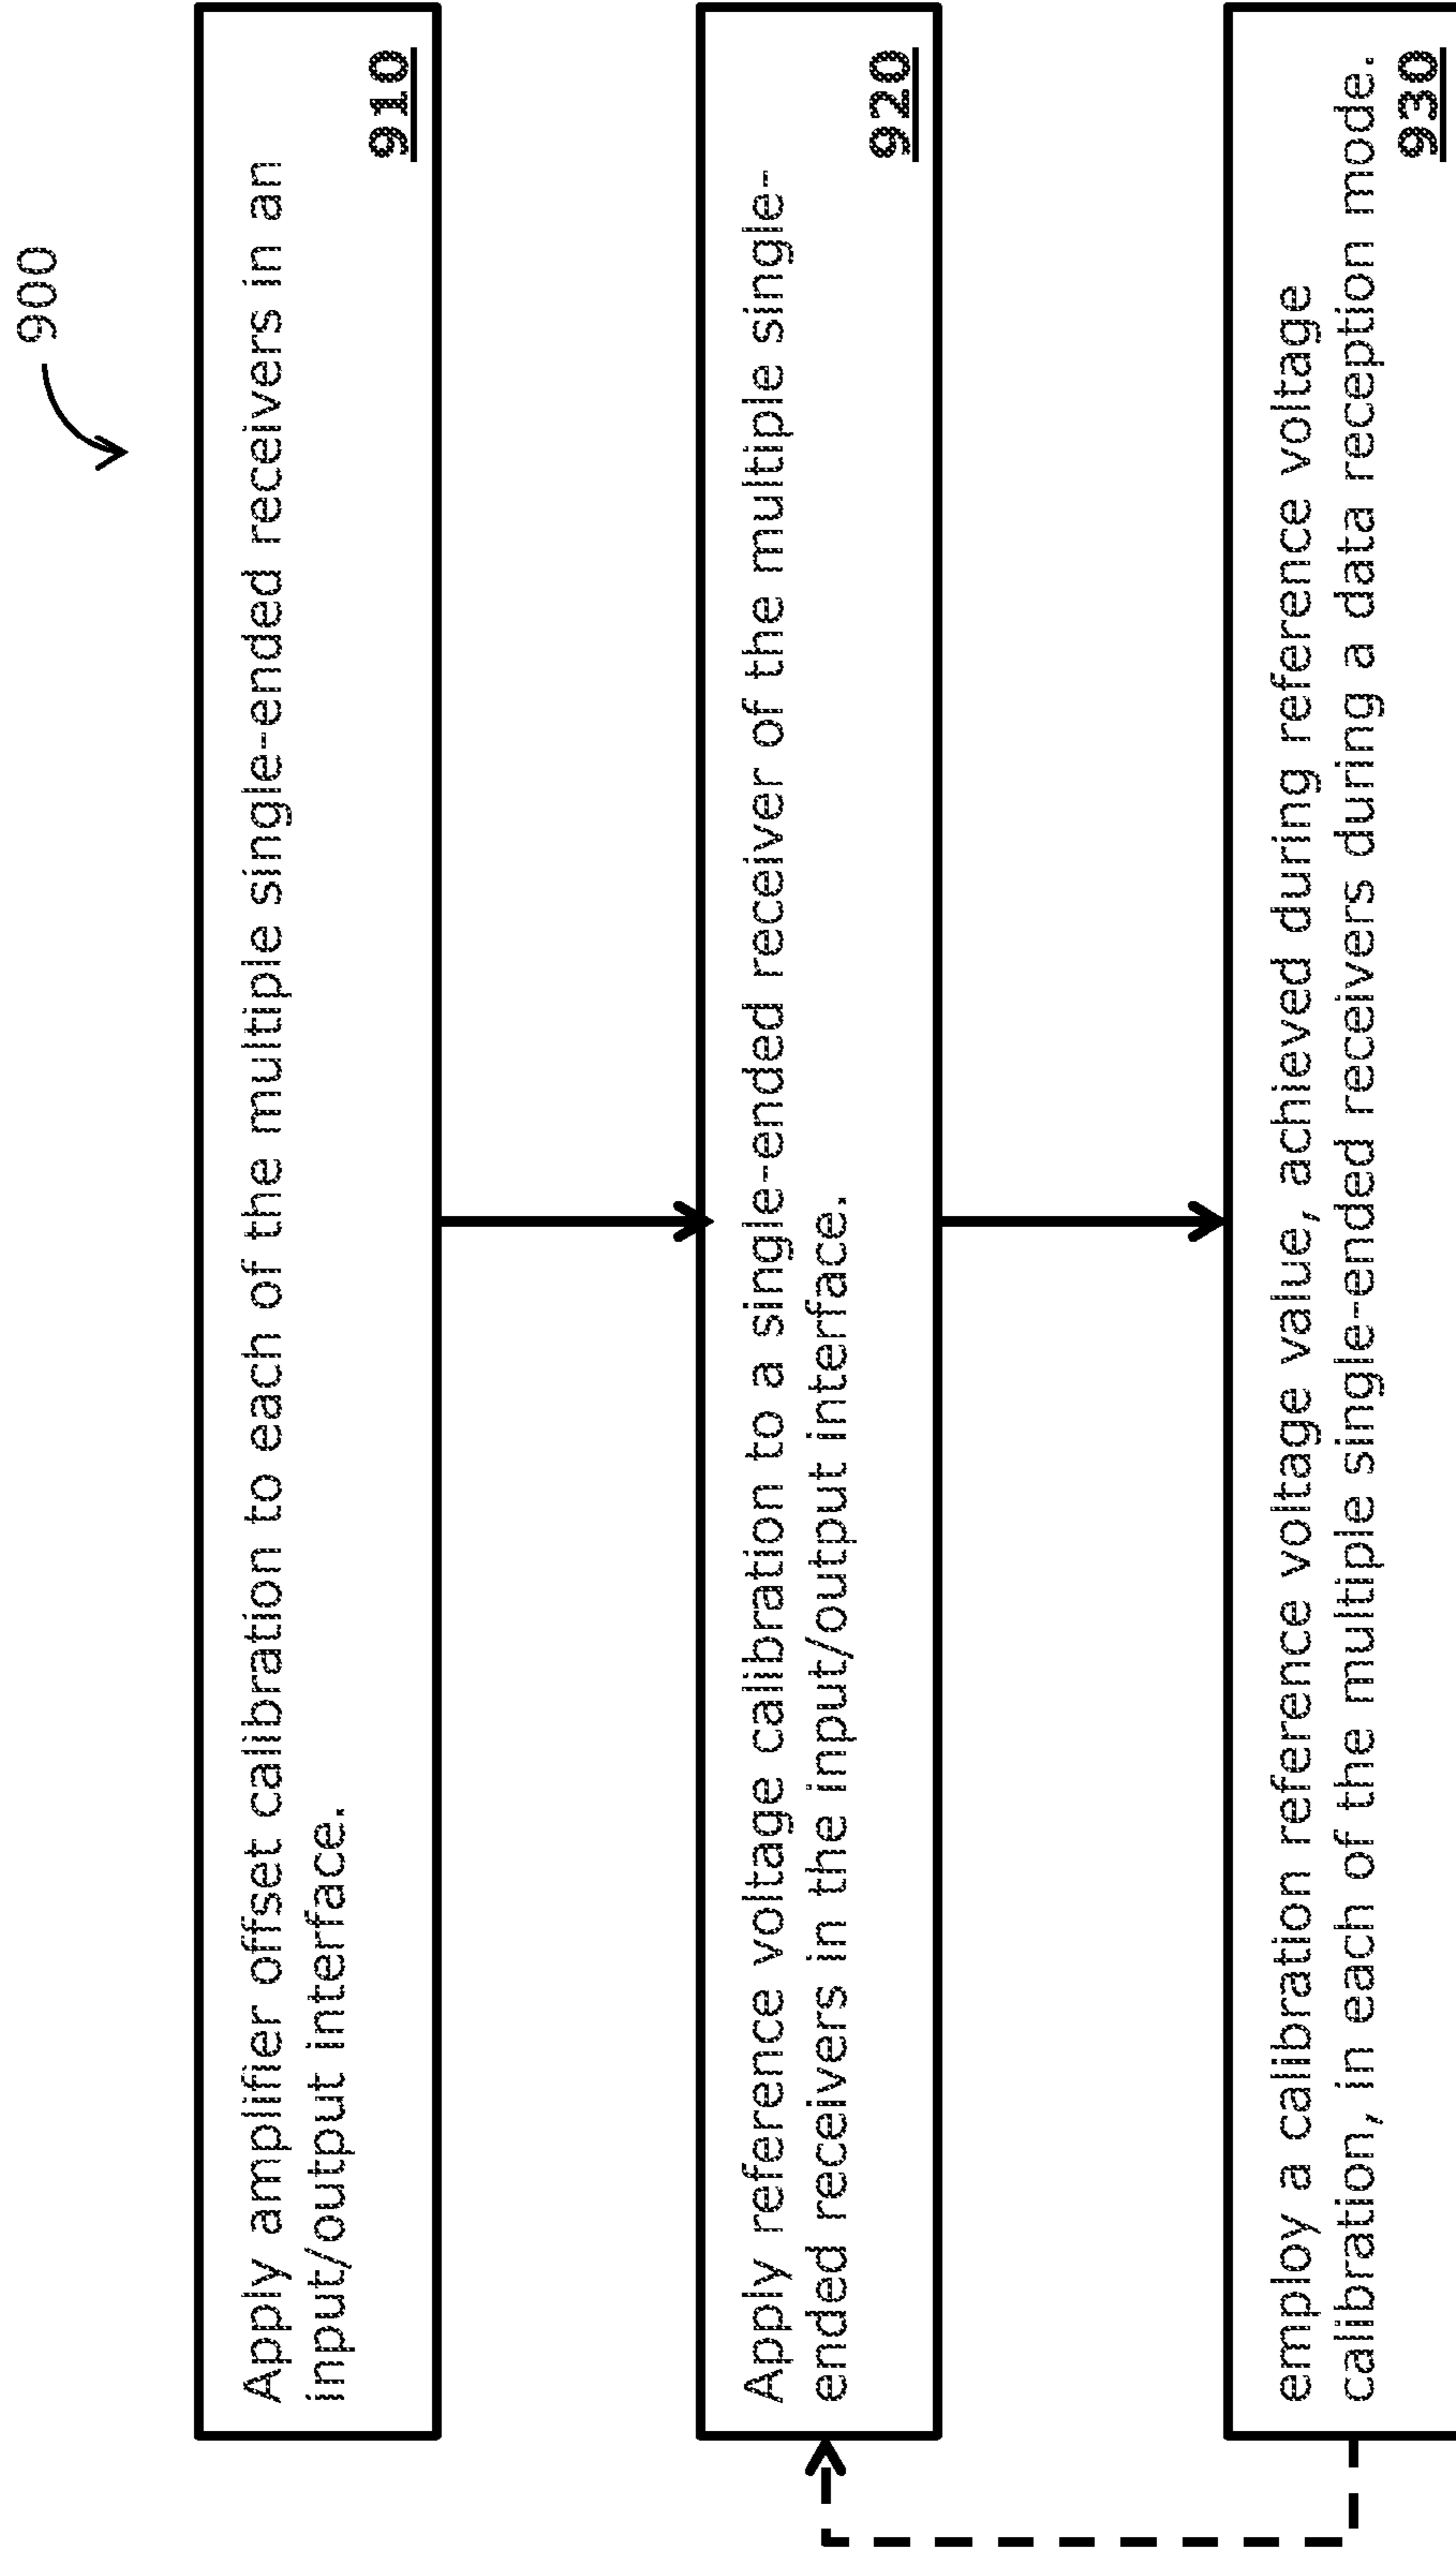 900
Apply amplifier offset calibration to each of the multiple single-ended receivers in an
input/output interface.
910
Apply reference voltage calibration to a single-ended receiver of the multiple single-
ended receivers in the input/output interface.
920
employ a calibration reference voltage value, achieved during reference voltage
calibration, in each of the multiple single-ended receivers during a data reception mode.
930